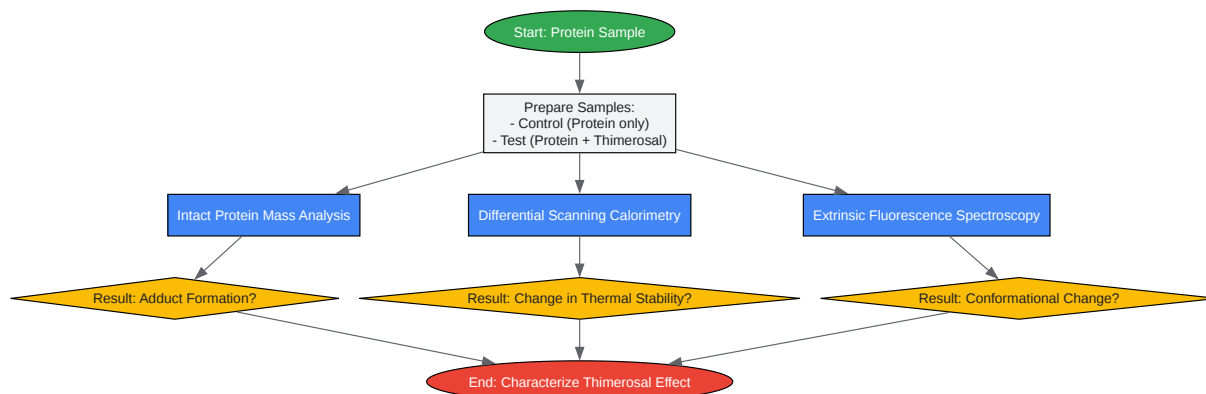 Start: Protein Sample
Prepare Samples:
- Control (Protein only)
- Test (Protein + Thimerosal)
Intact Protein Mass Analysis
Differential Scanning Calorimetry
Extrinsic Fluorescence Spectroscopy
Result: Adduct Formation?
Result: Change in Thermal Stability?
Result: Conformational Change?
End: Characterize Thimerosal Effect